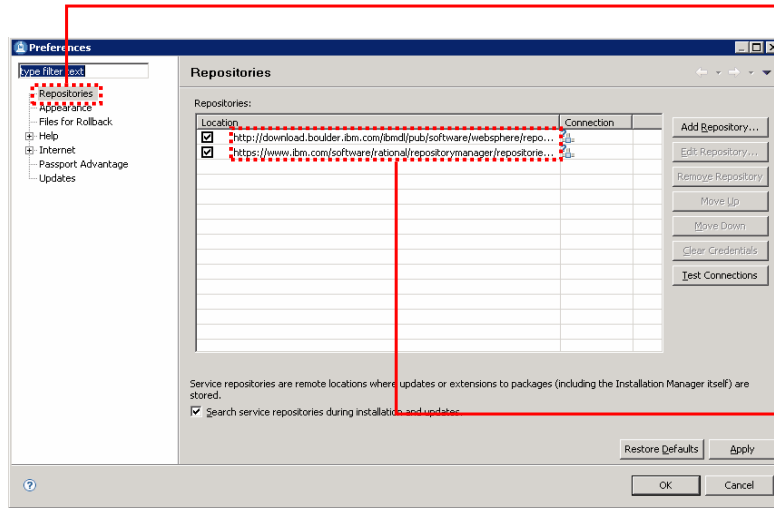 Preferences
type filter text
Repositories
Appearance
Files for Rollback
Help
Internet
Passport Advantage
Updates
Repositories
Repositories:
Location
Connection
http://download.boulder.ibm.com/ibmdl/pub/software/websphere/repo...
https://www.ibm.com/software/rational/repositorymanager/repositorie...
Add Repository...
Edit Repository...
Remove Repository
Move Up
Move Down
Clear Credentials
Test Connections
Service repositories are remote locations where updates or extensions to packages (including the Installation Manager itself) are
stored.
Search service repositories during installation and updates.
Restore Defaults
Apply
OK
Cancel